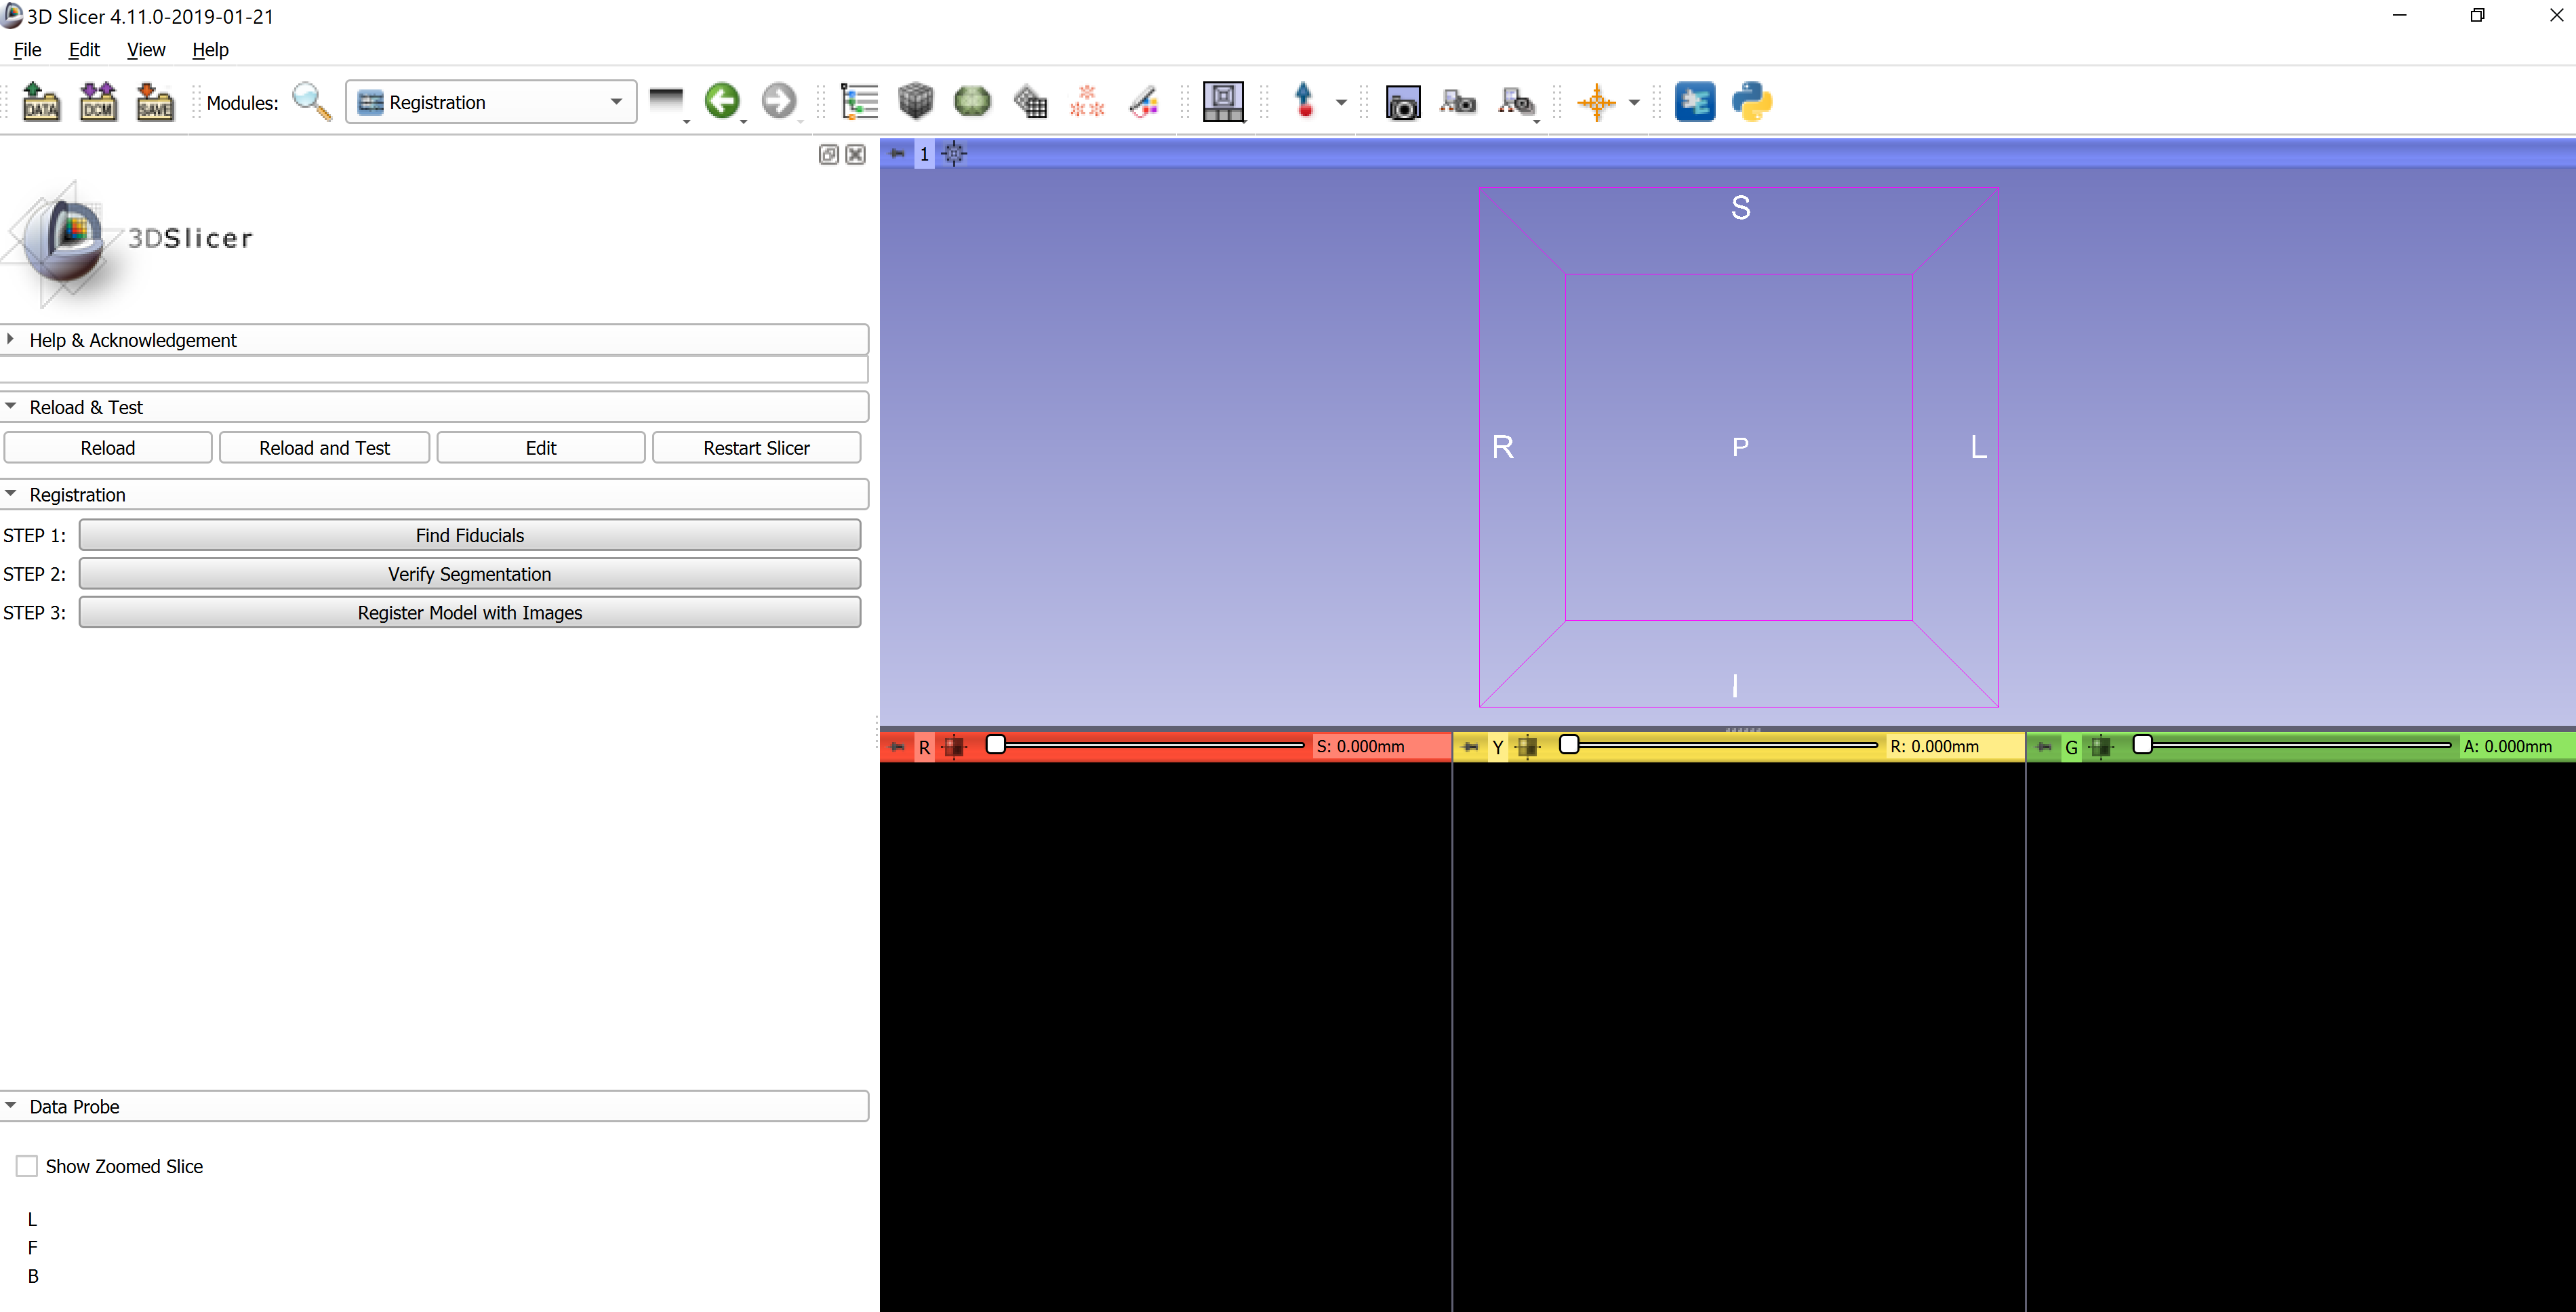 3D Slicer 4.11.0-2019-01-21
File Edit View Help
DATA DCM SAVE Modules: Registration
1
3DSlicer
S
Help & Acknowledgement
Reload & Test
Reload Reload and Test Edit Restart Slicer
R P L
Registration
STEP 1: Find Fiducials
STEP 2: Verify Segmentation
STEP 3: Register Model with Images
I
R S: 0.000mm Y R: 0.000mm G A: 0.000mm
Data Probe
Show Zoomed Slice
L
F
B